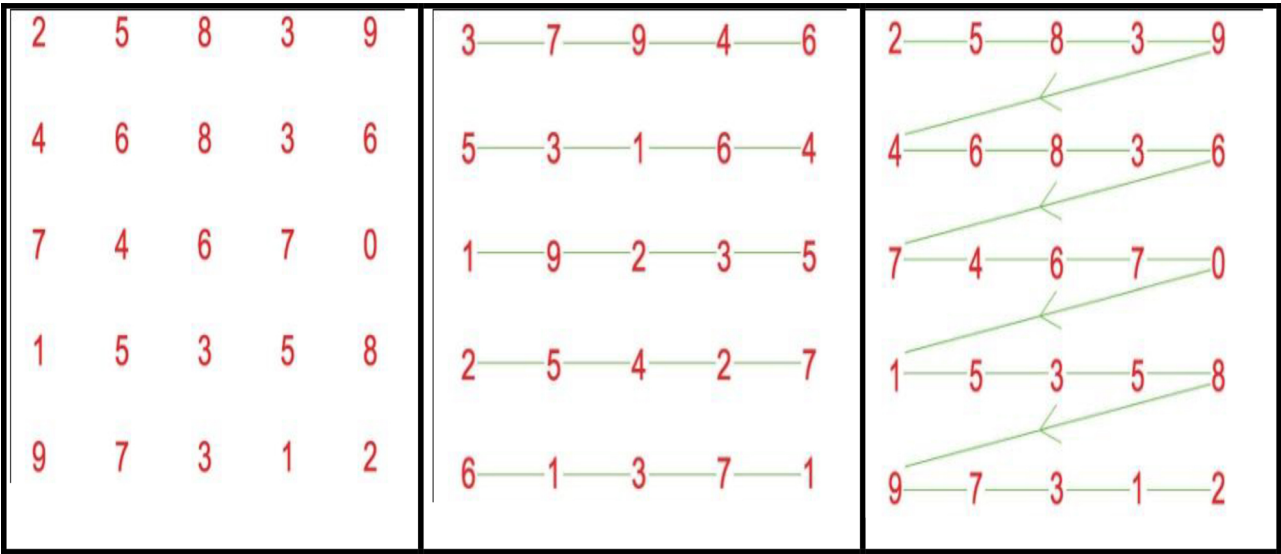 2 5 8 3 9
4 6 8 3 6
7 4 6 7 0
1 5 3 5 8
9 7 3 1 2
3 7 9 4 6
5 3 1 6 4
1 9 2 3 5
2 5 4 2 7
6 1 3 7 1
2 5 8 3 9
4 6 8 3 6
7 4 6 7 0
1 5 3 5 8
9 7 3 1 2